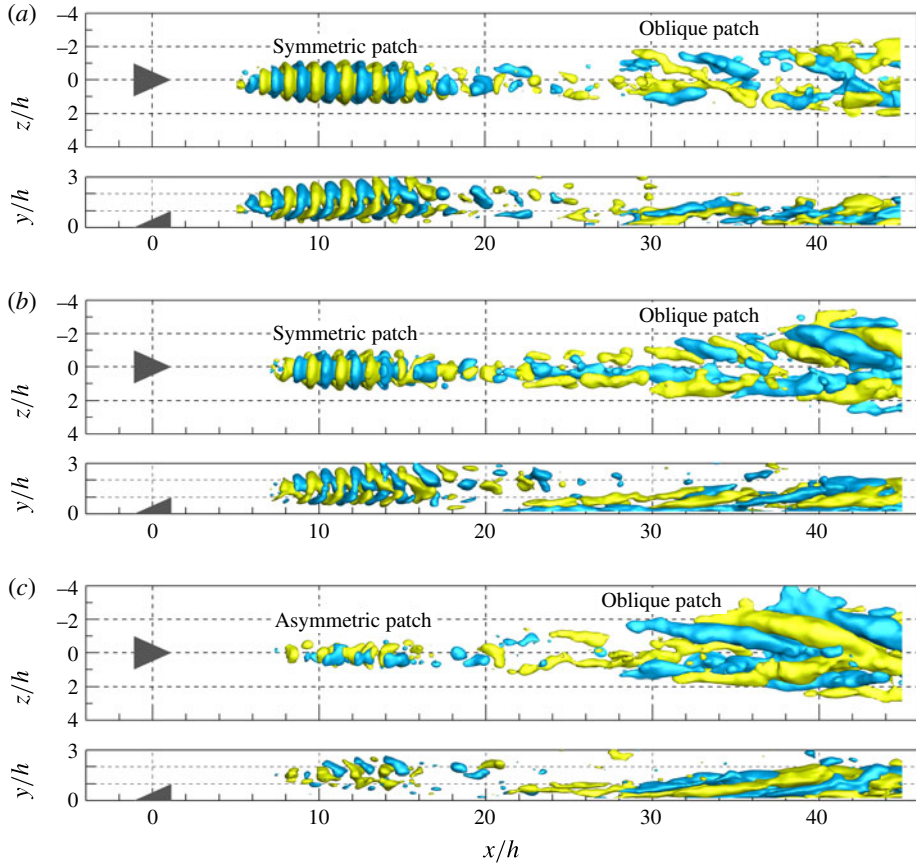 (a)
–4
–2
0
2
4
z/h
Symmetric patch
Oblique patch
3
0
y/h
0
10
20
30
40
(b)
–4
–2
0
2
4
z/h
Symmetric patch
Oblique patch
3
0
y/h
0
10
20
30
40
(c)
–4
–2
0
2
4
z/h
Asymmetric patch
Oblique patch
3
0
y/h
0
10
20
30
40
x/h